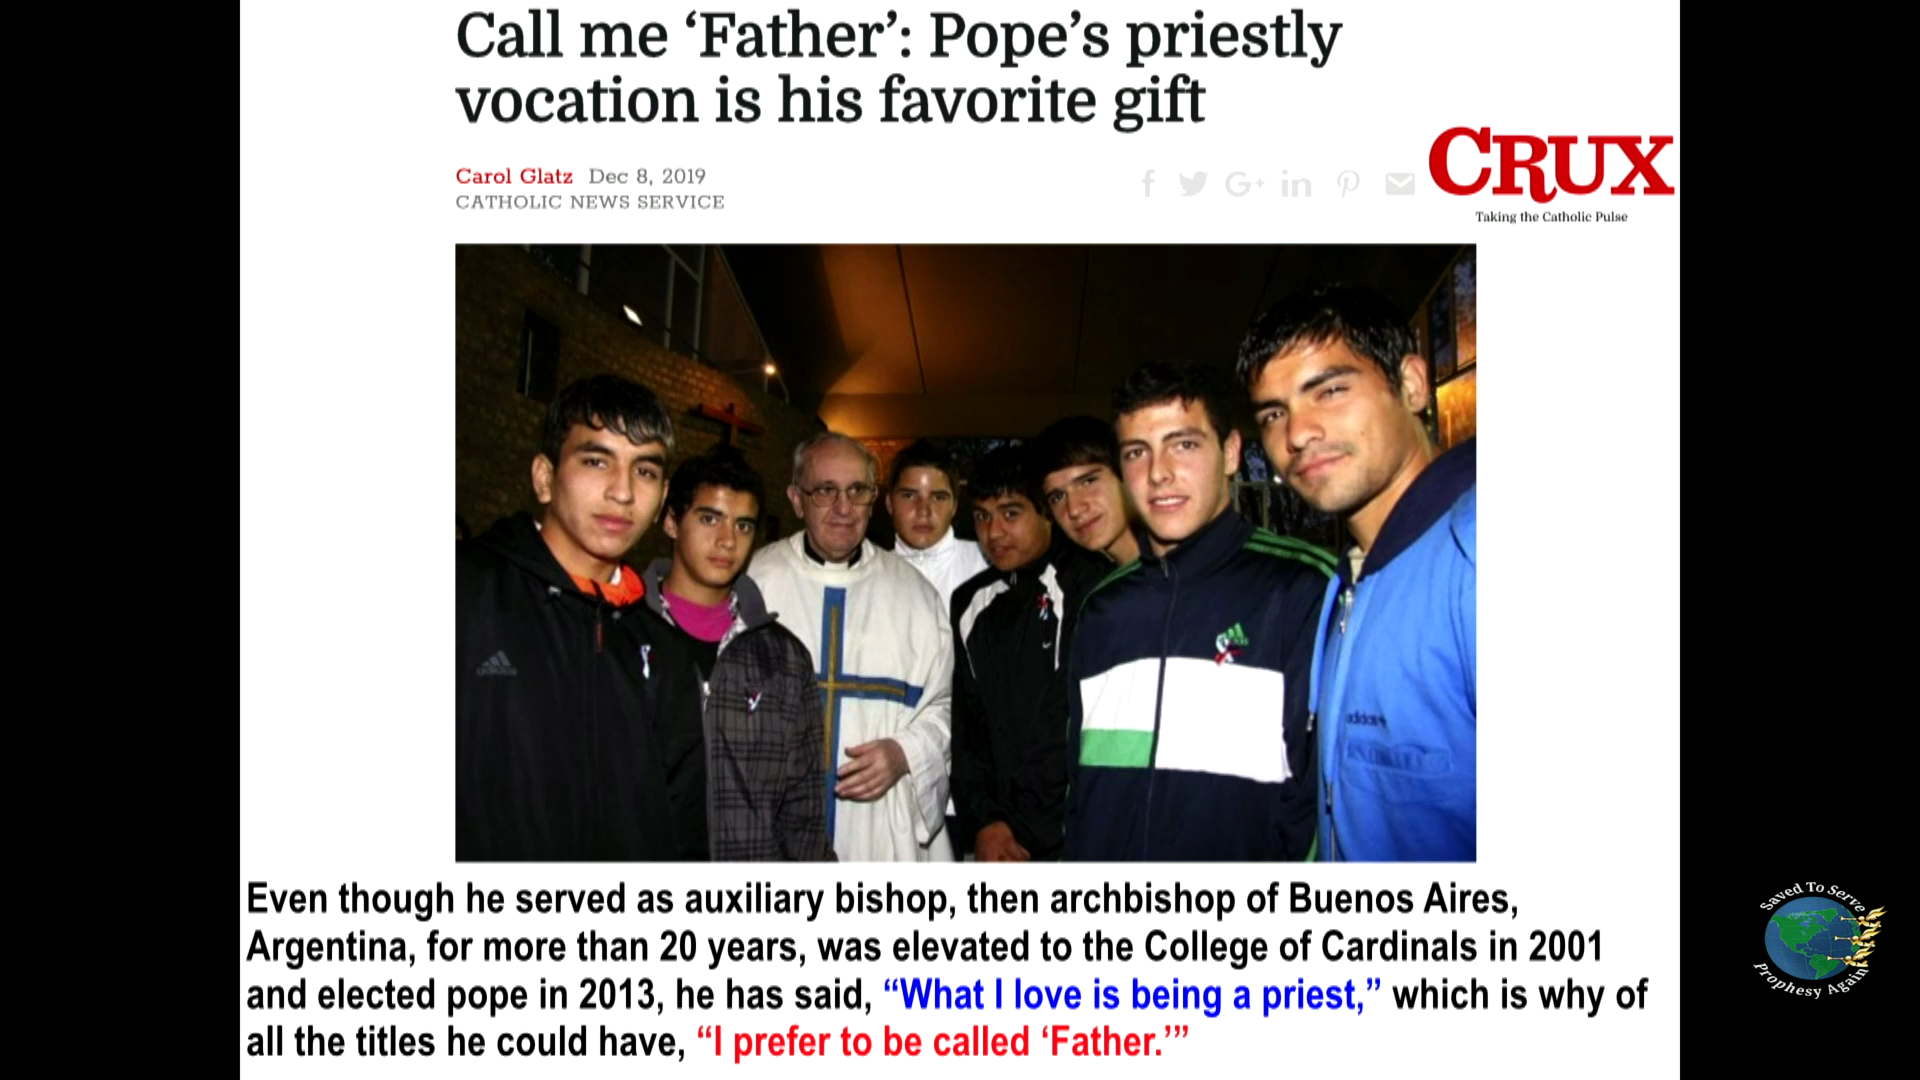 Call me ‘Father’: Pope’s priestly
vocation is his favorite gift
Carol Glatz Dec 8, 2019
CATHOLIC NEWS SERVICE
CRUX
Taking the Catholic Pulse
adidas
adidas
Even though he served as auxiliary bishop, then archbishop of Buenos Aires,
Argentina, for more than 20 years, was elevated to the College of Cardinals in 2001
and elected pope in 2013, he has said, “What I love is being a priest,” which is why of
all the titles he could have, “I prefer to be called ‘Father.’”
Saved To Serve
Prophesy Again